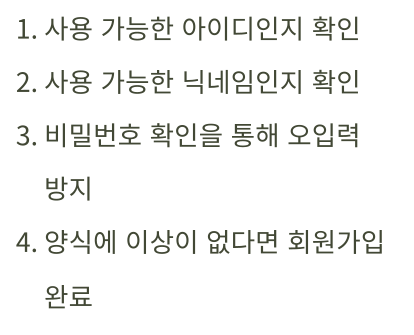 1. 사용 가능한 아이디인지 확인
2. 사용 가능한 닉네임인지 확인
3. 비밀번호 확인을 통해 오입력
방지
4. 양식에 이상이 없다면 회원가입
완료